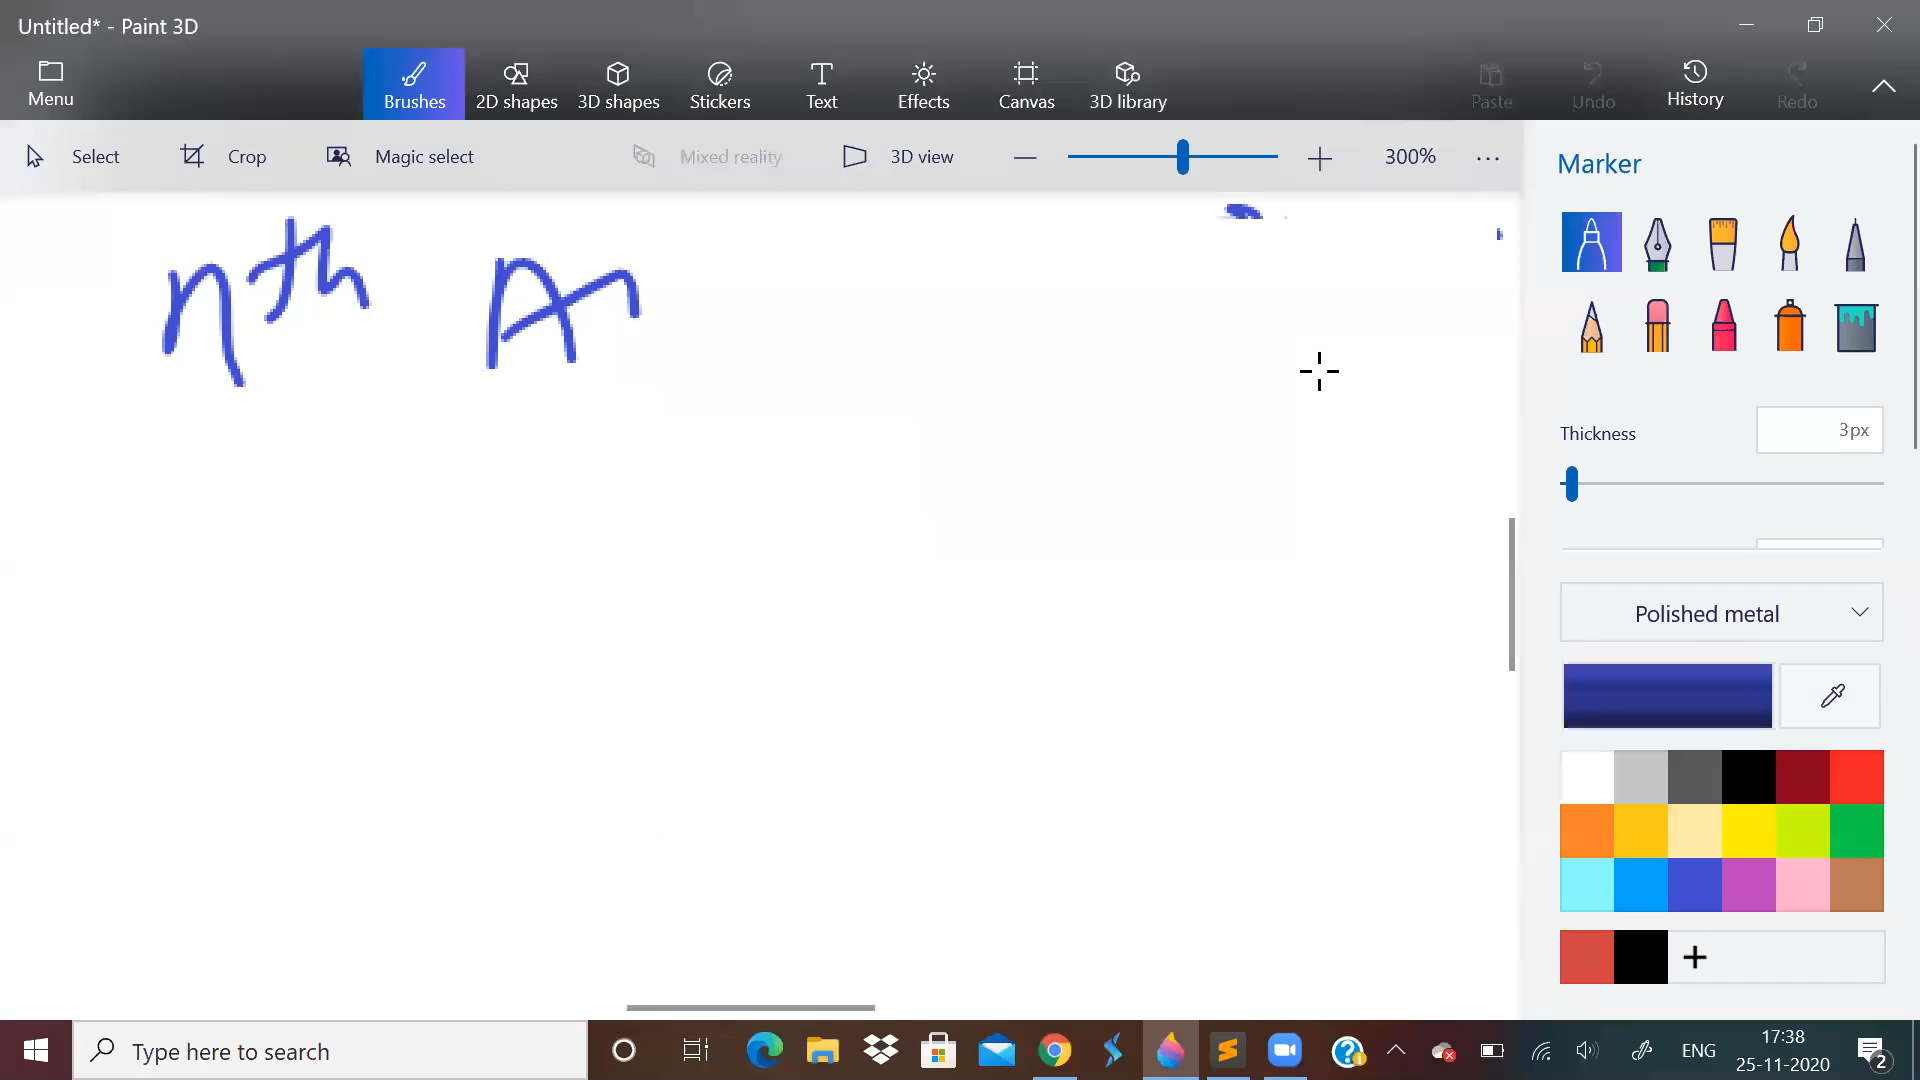 Untitled* - Paint 3D
Menu
Brushes
2D shapes
3D shapes
Stickers
Text
Effects
Canvas
3D library
Paste
Undo
History
Redo
Select
Crop
Magic select
Mixed reality
3D view
300%
Marker
nth
Thickness
3px
Polished metal
Type here to search
ENG
17:38
25-11-2020
2